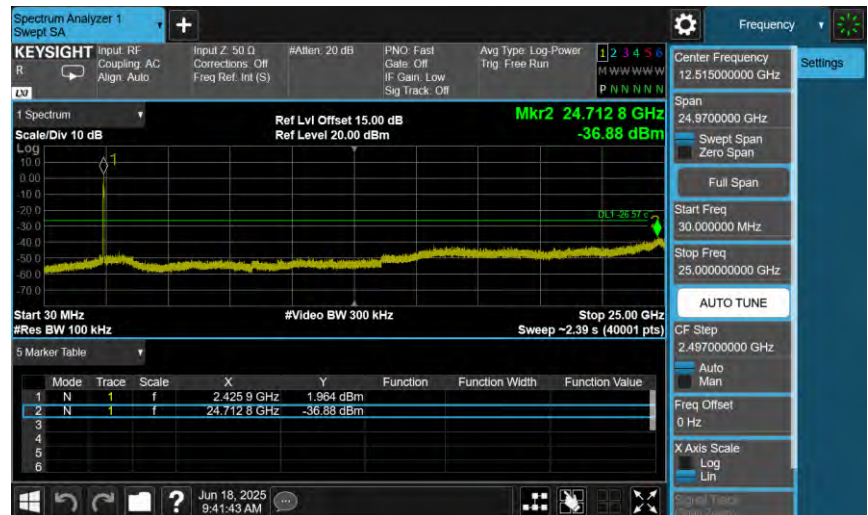 Spectrum Analyzer 1
Swept SA
+
Frequency
KEYSIGHT
R
LXI
Input: RF
Coupling: AC
Align: Auto
Input Z: 50 Ω
Corrections: Off
Freq Ref: Int (S)
#Atten: 20 dB
PNO: Fast
Gate: Off
IF Gain: Low
Sig Track: Off
Avg Type: Log-Power
Trig: Free Run
1 2 3 4 5 6
M W W W W W
P N N N N N
1 Spectrum
Scale/Div 10 dB
Ref Lvl Offset 15.00 dB
Ref Level 20.00 dBm
Mkr2 24.712 8 GHz
-36.88 dBm
Log
10.0
0.00
-10.0
-20.0
-30.0
-40.0
-50.0
-60.0
-70.0
1
DL1 -26.57
Start 30 MHz
#Res BW 100 kHz
#Video BW 300 kHz
Stop 25.00 GHz
Sweep ~2.39 s (40001 pts)
5 Marker Table
Mode Trace Scale X Y Function Function Width Function Value
1 N 1 f 2.425 9 GHz 1.964 dBm
2 N 1 f 24.712 8 GHz -36.88 dBm
3
4
5
6
Jun 18, 2025
9:41:43 AM
Center Frequency
12.515000000 GHz
Settings
Span
24.9700000 GHz
Swept Span
Zero Span
Full Span
Start Freq
30.000000 MHz
Stop Freq
25.000000000 GHz
AUTO TUNE
CF Step
2.497000000 GHz
Auto
Man
Freq Offset
0 Hz
X Axis Scale
Log
Lin
Signal Track